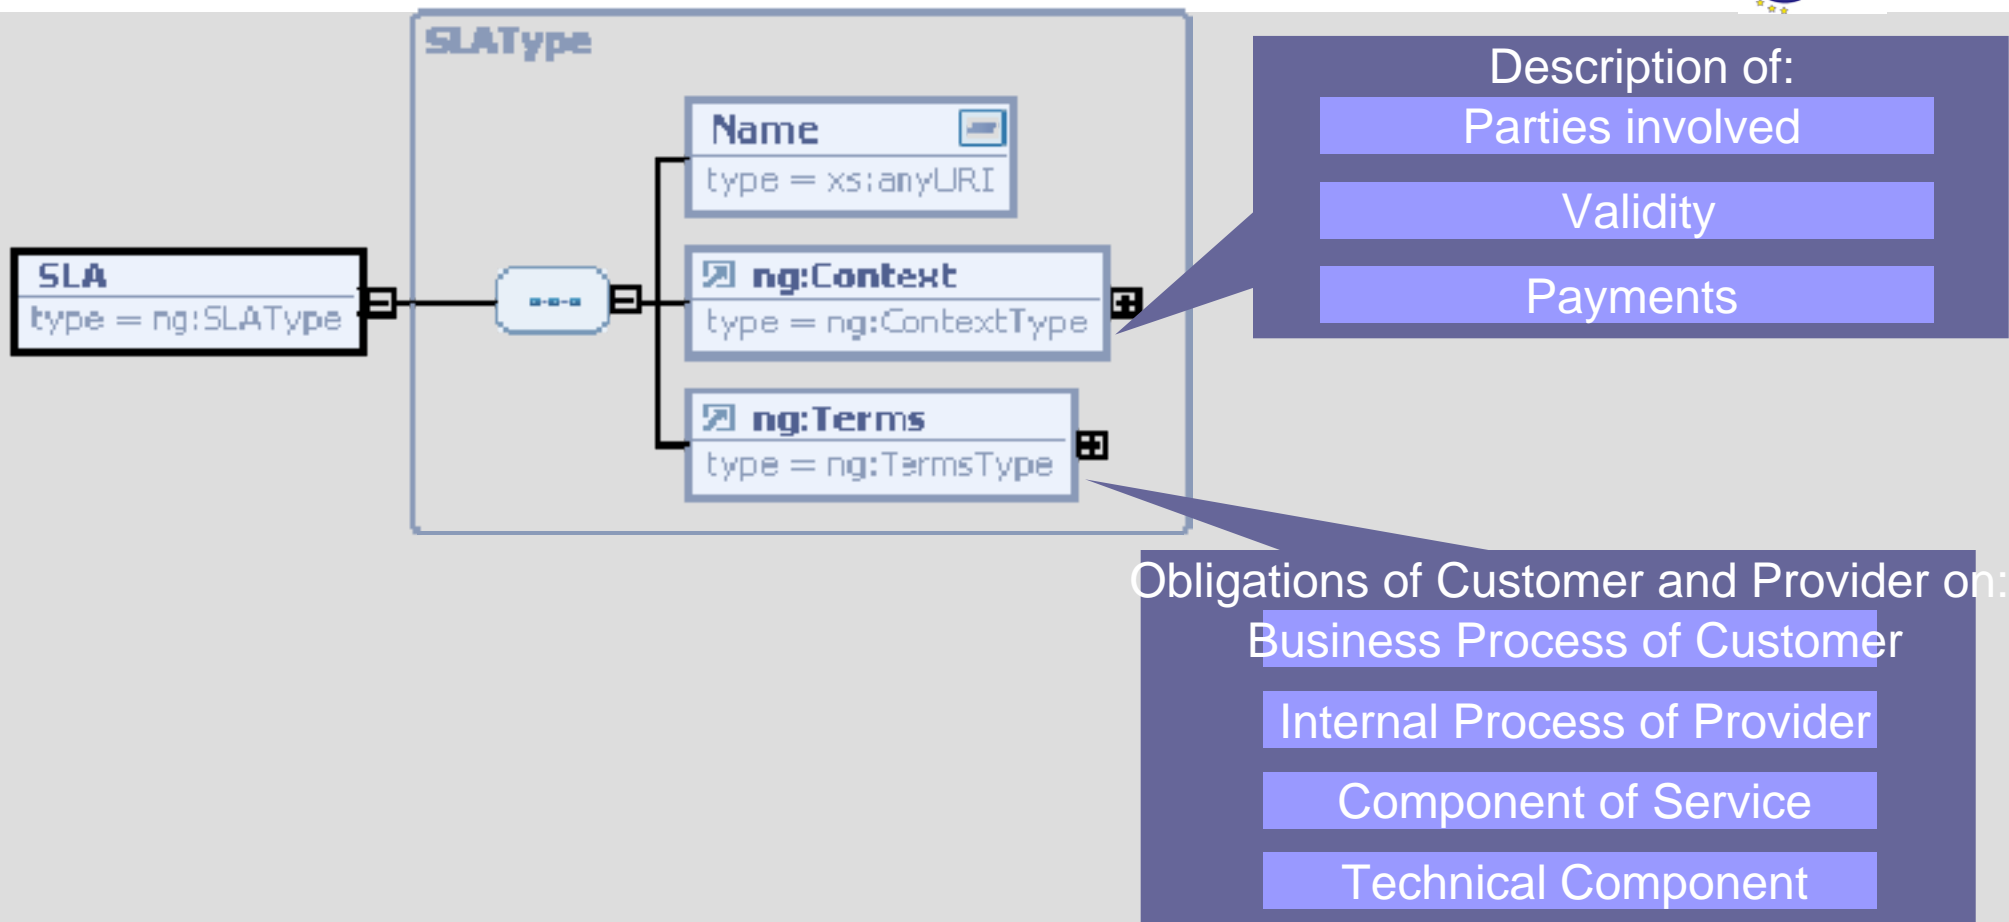 SLAType
Name
type = xs:anyURI
SLA
type = ng:SLAType
ng:Context
type = ng:ContextType
ng:Terms
type = ng:TermsType
Description of:
Parties involved
Validity
Payments
Obligations of Customer and Provider on:
Business Process of Customer
Internal Process of Provider
Component of Service
Technical Component